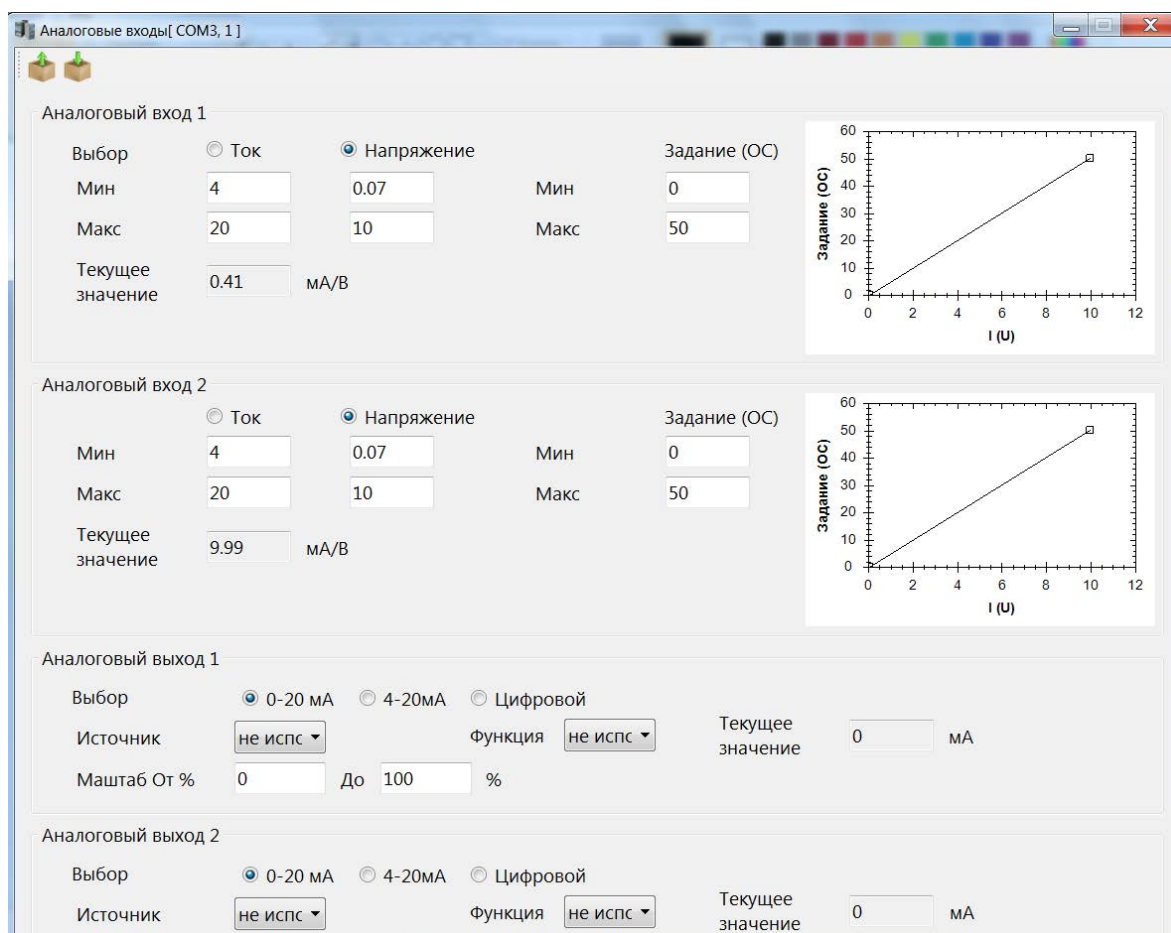 Аналоговые входы[ COM3, 1 ]
Аналоговый вход 1
Выбор Ток Напряжение Задание (ОС)
Мин 4 0.07 Мин 0
Макс 20 10 Макс 50
Текущее значение 0.41 мА/В
60
50
40
30
20
10
0
Задание (ОС)
0 2 4 6 8 10 12
I (U)
Аналоговый вход 2
Ток Напряжение Задание (ОС)
Мин 4 0.07 Мин 0
Макс 20 10 Макс 50
Текущее значение 9.99 мА/В
60
50
40
30
20
10
0
Задание (ОС)
0 2 4 6 8 10 12
I (U)
Аналоговый выход 1
Выбор 0-20 мА 4-20мА Цифровой
Источник не испс Функция не испс Текущее значение 0 мА
Маштаб От % 0 До 100 %
Аналоговый выход 2
Выбор 0-20 мА 4-20мА Цифровой
Источник не испс Функция не испс Текущее значение 0 мА